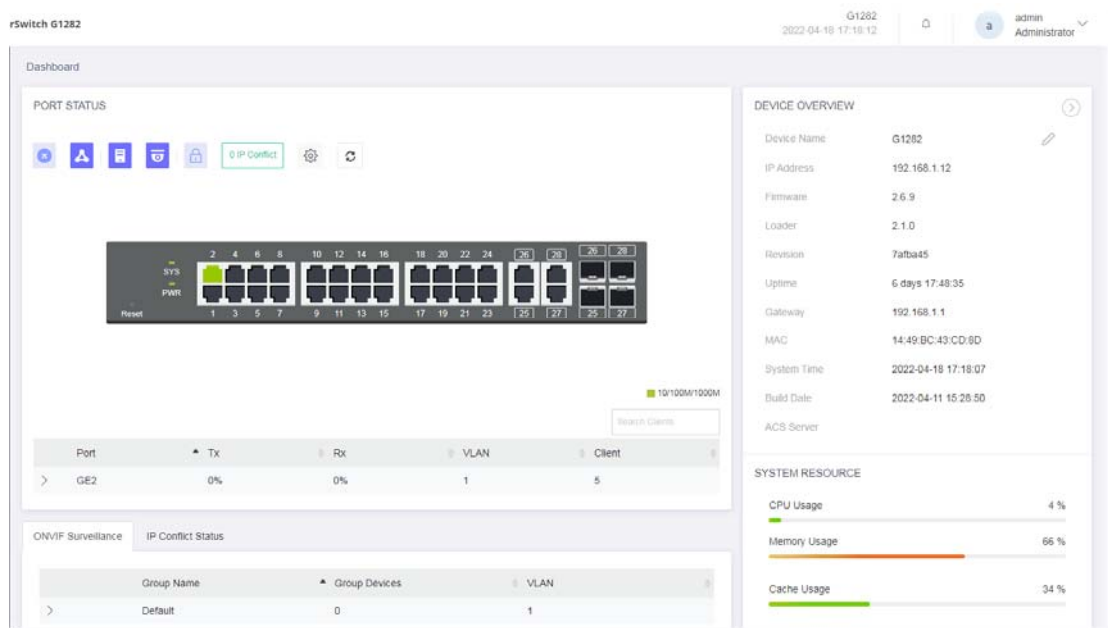 rSwitch G1282
G1282
2022-04-18 17:18:12
a
admin
Administrator
Dashboard
PORT STATUS
0 IP Conflict
2 4 6 8 10 12 14 16 18 20 22 24 26 28 26 28
SYS
PWR
Reset
1 3 5 7 9 11 13 15 17 19 21 23 25 27 25 27
10/100M/1000M
Search Clients
Port Tx Rx VLAN Client
GE2 0% 0% 1 5
ONVIF Surveillance IP Conflict Status
Group Name Group Devices VLAN
Default 0 1
DEVICE OVERVIEW
Device Name G1282
IP Address 192.168.1.12
Firmware 2.6.9
Loader 2.1.0
Revision 7afba45
Uptime 6 days 17:48:35
Gateway 192.168.1.1
MAC 14:49:BC:43:CD:8D
System Time 2022-04-18 17:18:07
Build Date 2022-04-11 15:28:50
ACS Server
SYSTEM RESOURCE
CPU Usage 4 %
Memory Usage 66 %
Cache Usage 34 %